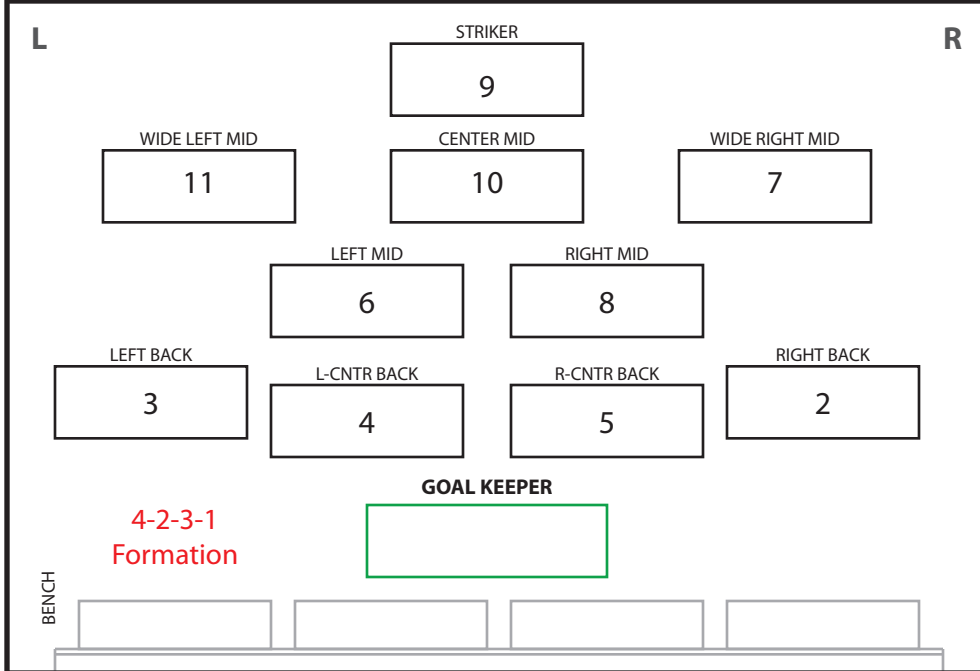 L
R
STRIKER
9
WIDE LEFT MID
CENTER MID
WIDE RIGHT MID
11
10
7
LEFT MID
RIGHT MID
6
8
LEFT BACK
L-CNTR BACK
R-CNTR BACK
RIGHT BACK
3
4
5
2
GOAL KEEPER
4-2-3-1
Formation
BENCH